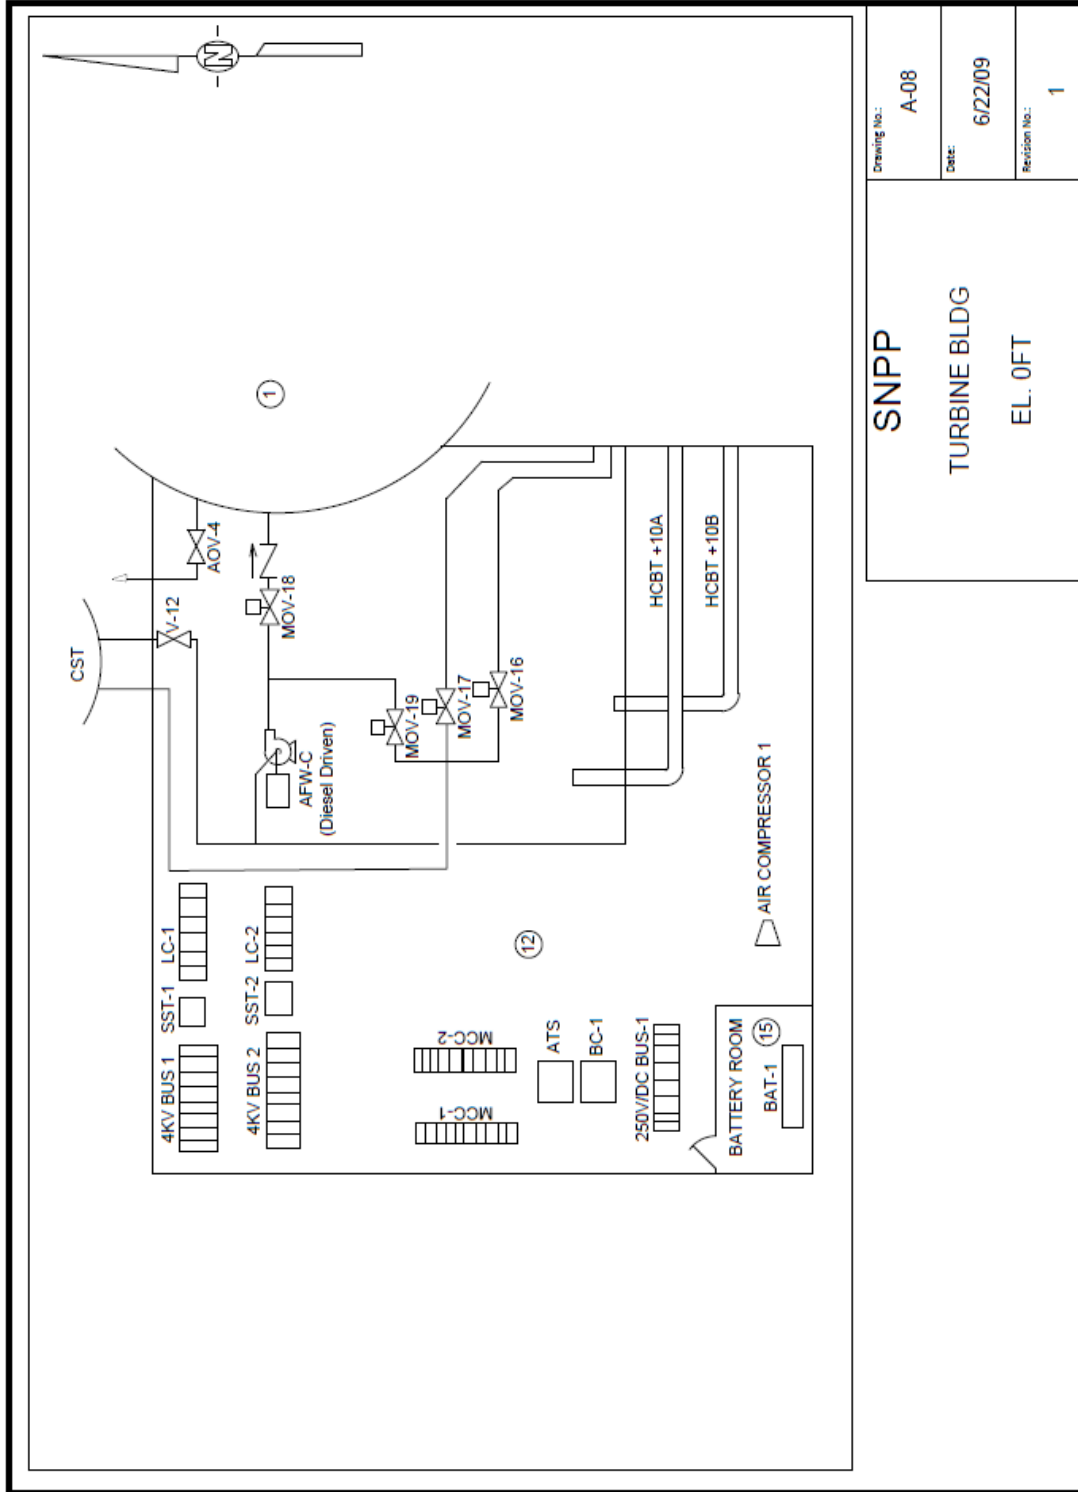 -N-
CST
V-12
AOV-4
MOV-18
AFW-C
(Diesel Driven)
MOV-19
MOV-17
MOV-16
1
4KV BUS 1
SST-1
LC-1
4KV BUS 2
SST-2
LC-2
MCC-1
MCC-2
12
ATS
BC-1
250V/DC BUS-1
BATTERY ROOM
15
BAT-1
AIR COMPRESSOR 1
HCBT +10A
HCBT +10B
SNPP
TURBINE BLDG
EL. 0FT
Drawing No.:
A-08
Date:
6/22/09
Revision No.:
1